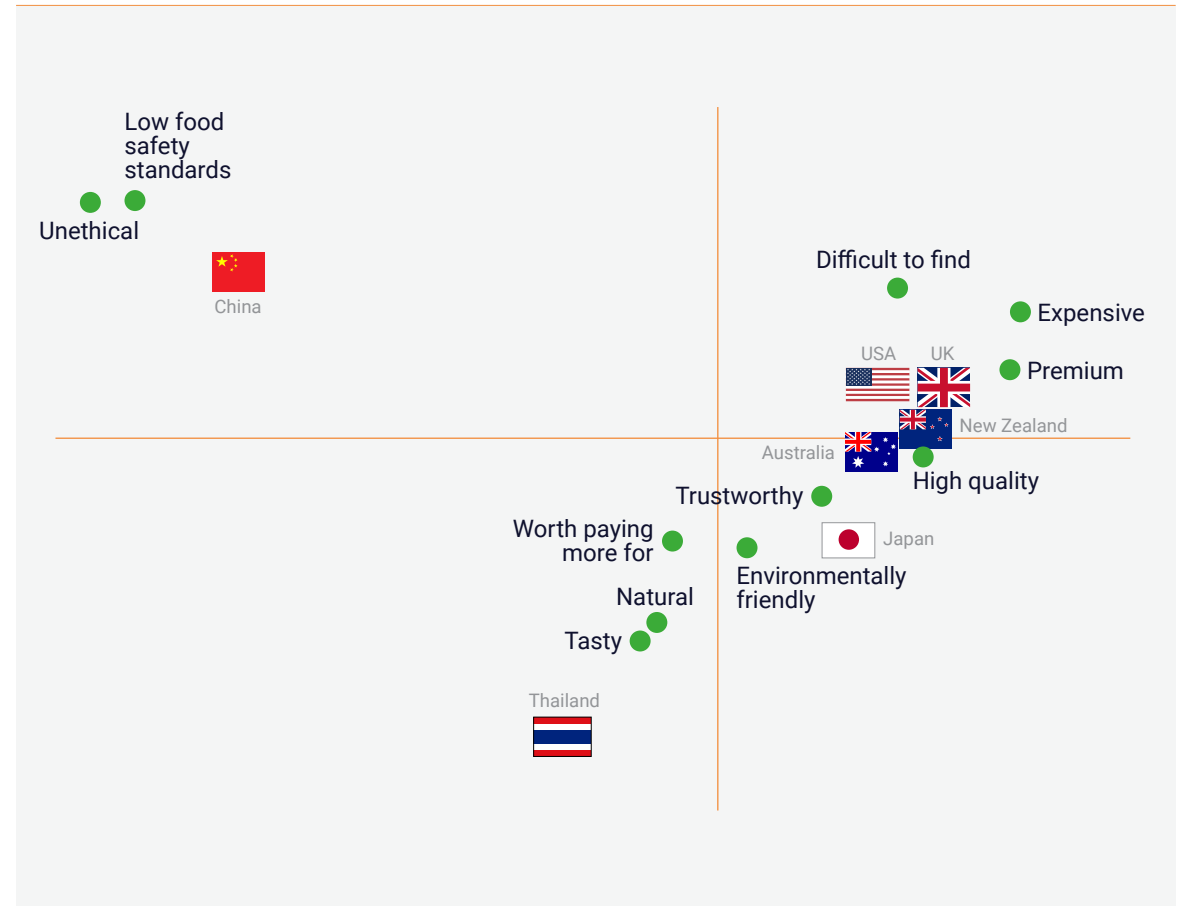 Low food
safety
standards
Unethical
China
Difficult to find
Expensive
USA
UK
Premium
New Zealand
Australia
High quality
Trustworthy
Worth paying
more for
Japan
Environmentally
friendly
Natural
Tasty
Thailand